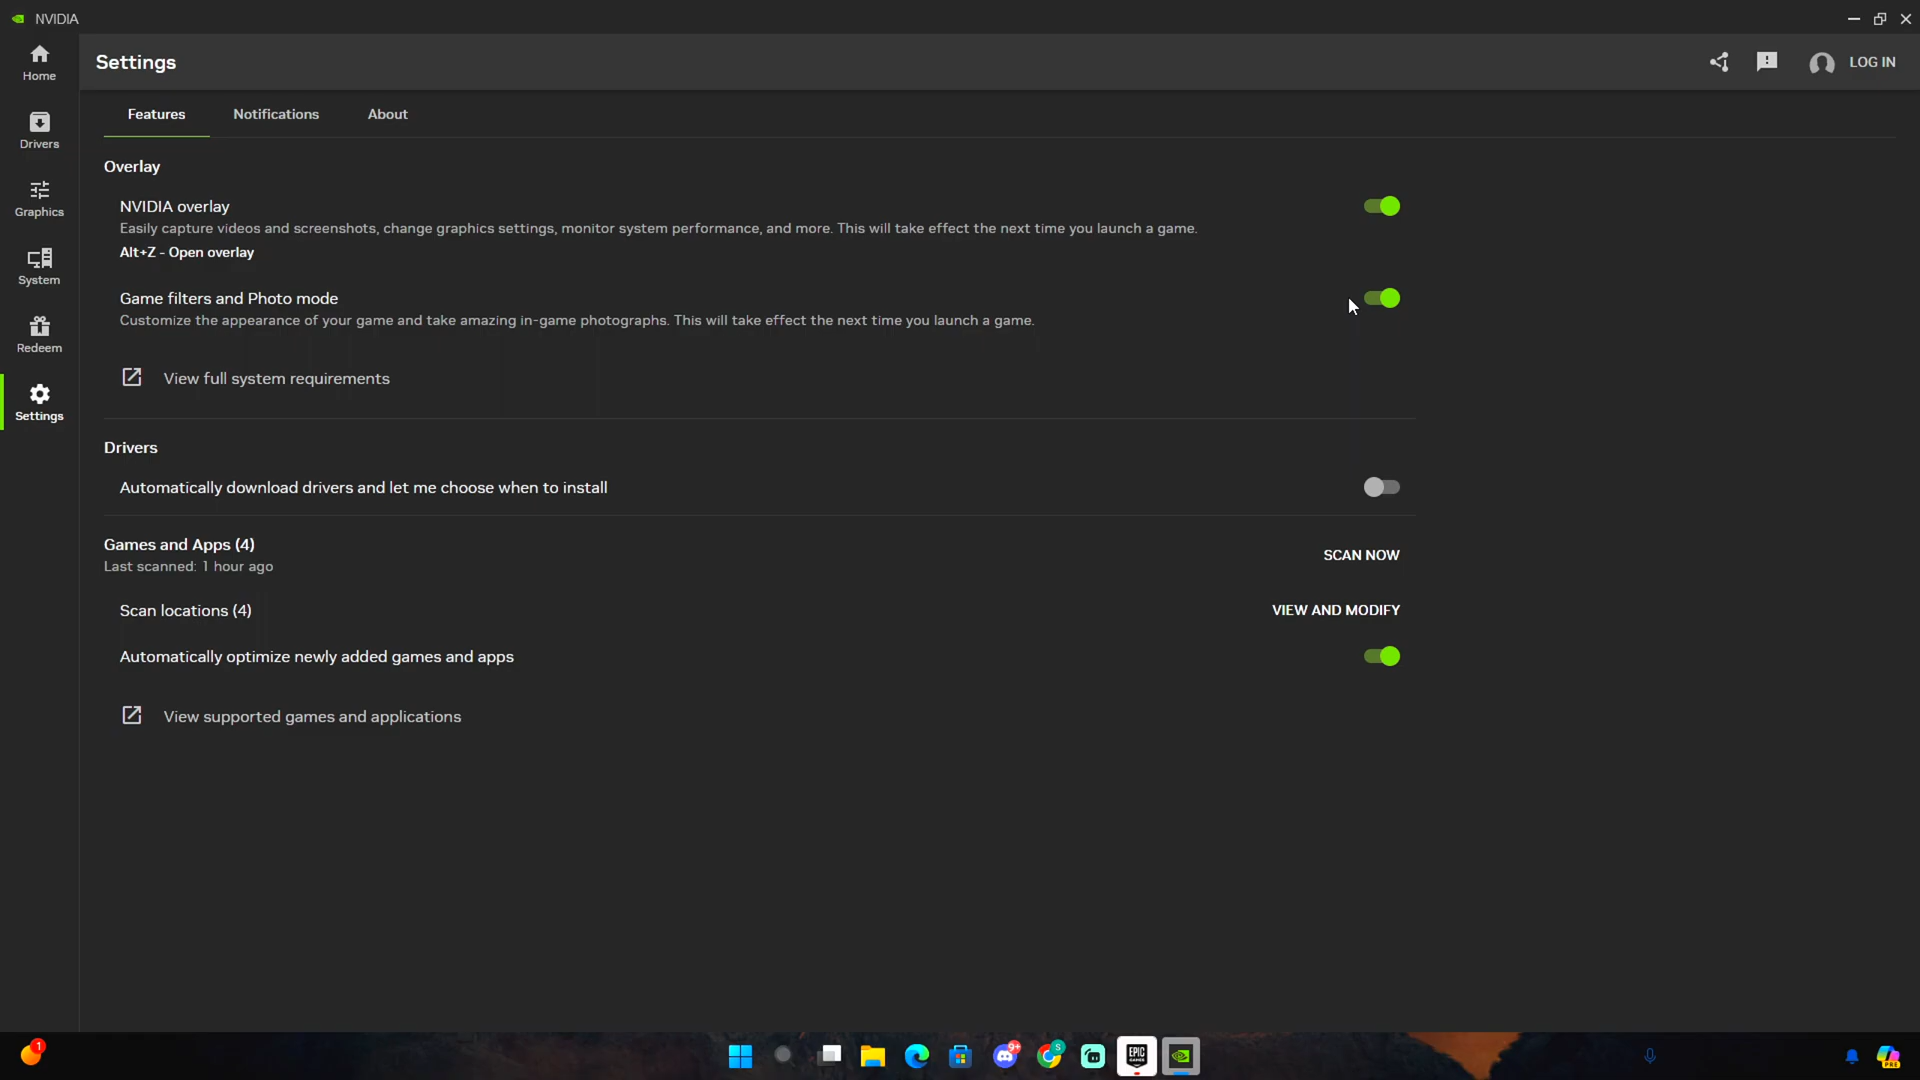 NVIDIA
Home
Settings
LOG IN
Drivers
Features
Notifications
About
Overlay
Graphics
NVIDIA overlay
Easily capture videos and screenshots, change graphics settings, monitor system performance, and more. This will take effect the next time you launch a game.
Alt+Z - Open overlay
System
Game filters and Photo mode
Customize the appearance of your game and take amazing in-game photographs. This will take effect the next time you launch a game.
Redeem
View full system requirements
Settings
Drivers
Automatically download drivers and let me choose when to install
Games and Apps (4)
Last scanned: 1 hour ago
SCAN NOW
Scan locations (4)
VIEW AND MODIFY
Automatically optimize newly added games and apps
View supported games and applications
1
9+
S
EPIC
GAMES
PRE